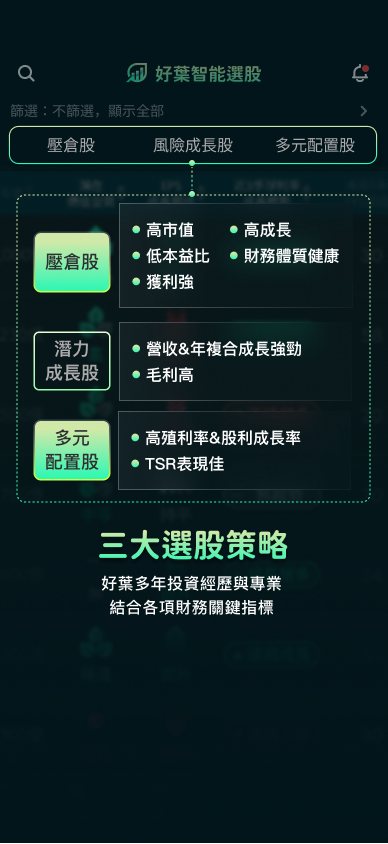 好葉智能選股
篩選：不篩選，顯示全部
壓倉股 風險成長股 多元配置股
壓倉股
高市值 高成長
低本益比 財務體質健康
獲利強
潛力
成長股
營收&年複合成長強勁
毛利高
多元
配置股
高殖利率&股利成長率
TSR表現佳
三大選股策略
好葉多年投資經歷與專業
結合各項財務關鍵指標